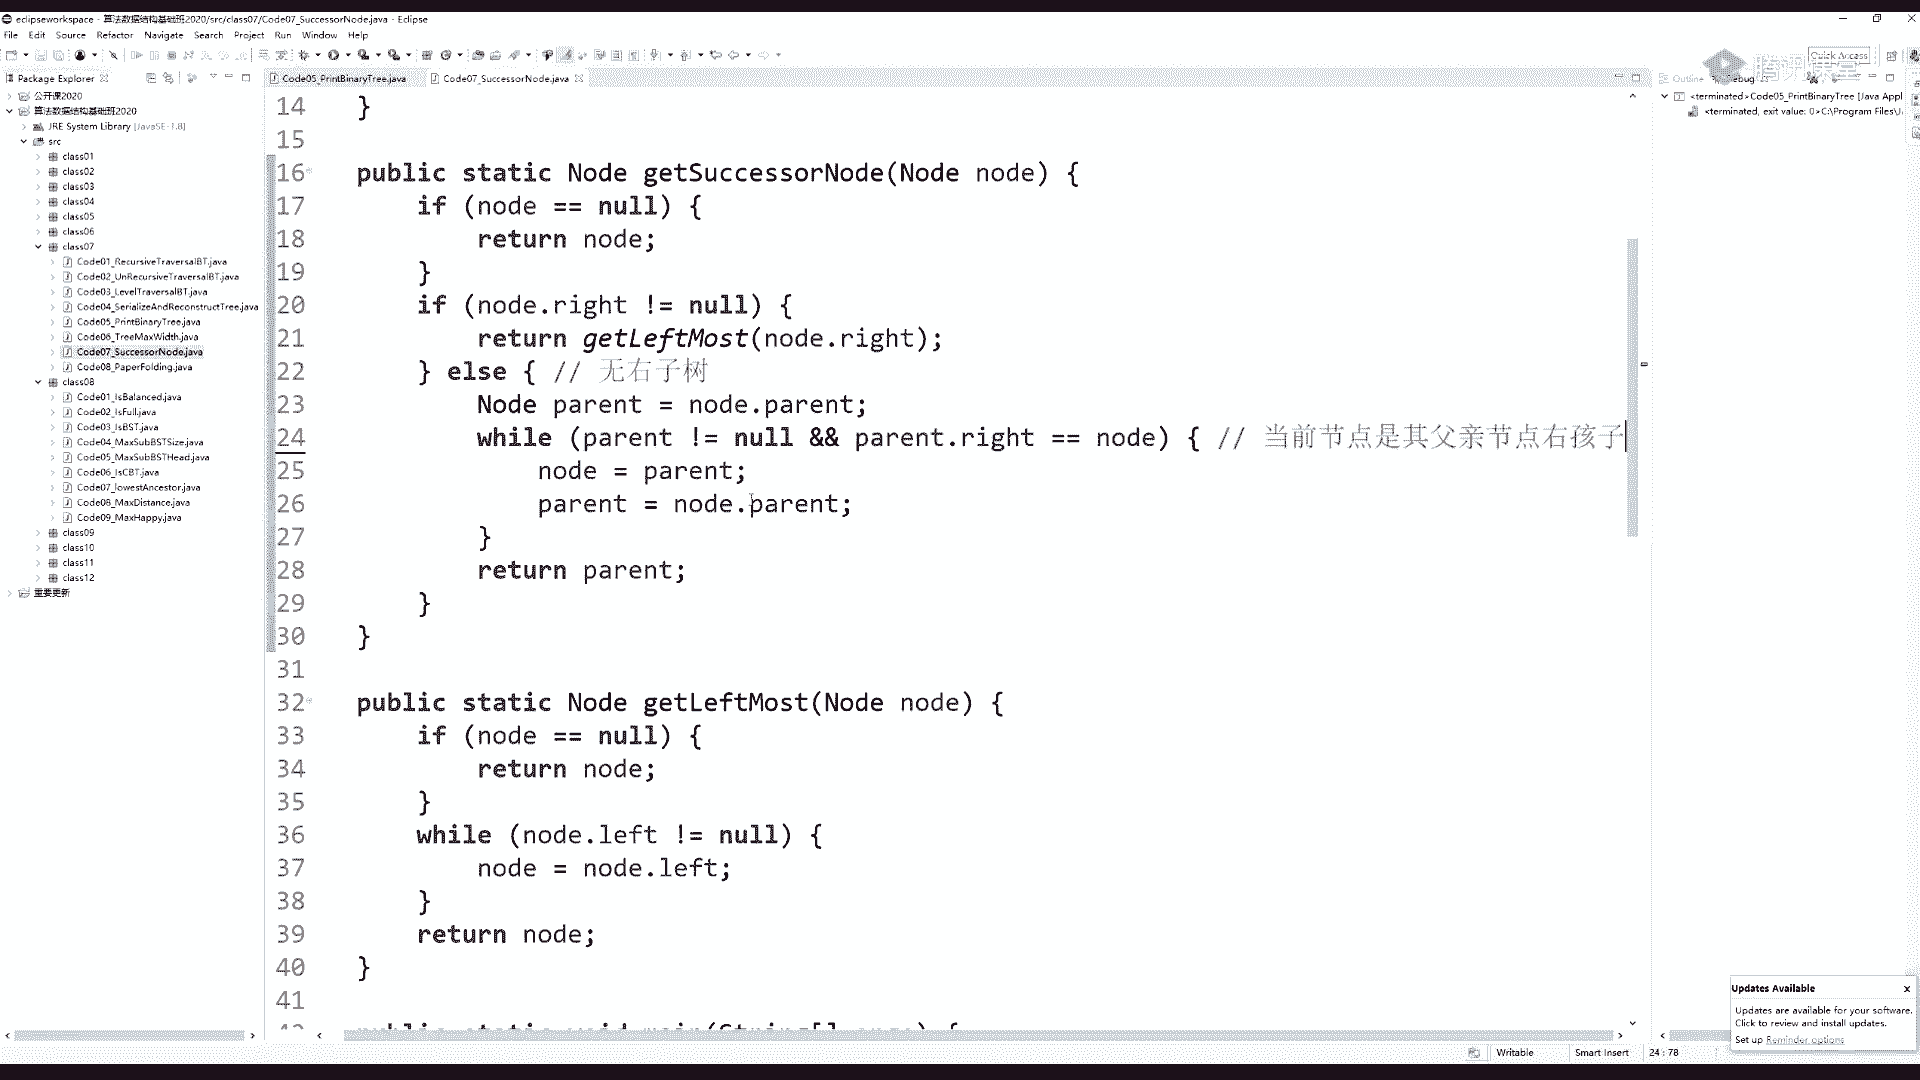 eclipseworkspace - 算法数据结构基础班2020/src/class07/Code07_SuccessorNode.java - Eclipse
File Edit Source Refactor Navigate Search Project Run Window Help
Quick Access
腾讯课堂
Package Explorer
Code05_PrintBinaryTree.java
Code07_SuccessorNode.java
Outline
Debug
公开课2020
算法数据结构基础班2020
JRE System Library [JavaSE-1.8]
src
class01
class02
class03
class04
class05
class06
class07
Code01_RecursiveTraversalBT.java
Code02_UnRecursiveTraversalBT.java
Code03_LevelTraversalBT.java
Code04_SerializeAndReconstructTree.java
Code05_PrintBinaryTree.java
Code06_TreeMaxWidth.java
Code07_SuccessorNode.java
Code08_PaperFolding.java
class08
Code01_IsBalanced.java
Code02_IsFull.java
Code03_IsBST.java
Code04_MaxSubBSTSize.java
Code05_MaxSubBSTHead.java
Code06_IsCBT.java
Code07_lowestAncestor.java
Code08_MaxDistance.java
Code09_MaxHappy.java
class09
class10
class11
class12
重要更新
14 }
15
16 public static Node getSuccessorNode(Node node) {
17 if (node == null) {
18 return node;
19 }
20 if (node.right != null) {
21 return getLeftMost(node.right);
22 } else { // 无右子树
23 Node parent = node.parent;
24 while (parent != null && parent.right == node) { // 当前节点是其父亲节点右孩子
25 node = parent;
26 parent = node.parent;
27 }
28 return parent;
29 }
30 }
31
32 public static Node getLeftMost(Node node) {
33 if (node == null) {
34 return node;
35 }
36 while (node.left != null) {
37 node = node.left;
38 }
39 return node;
40 }
41
42 public static void main(String[] args) {
<terminated>Code05_PrintBinaryTree [Java Appl
<terminated, exit value: 0>C:\Program Files\J
Updates Available
Updates are available for your software.
Click to review and install updates.
Set up Reminder options
Writable
Smart Insert
24 : 78